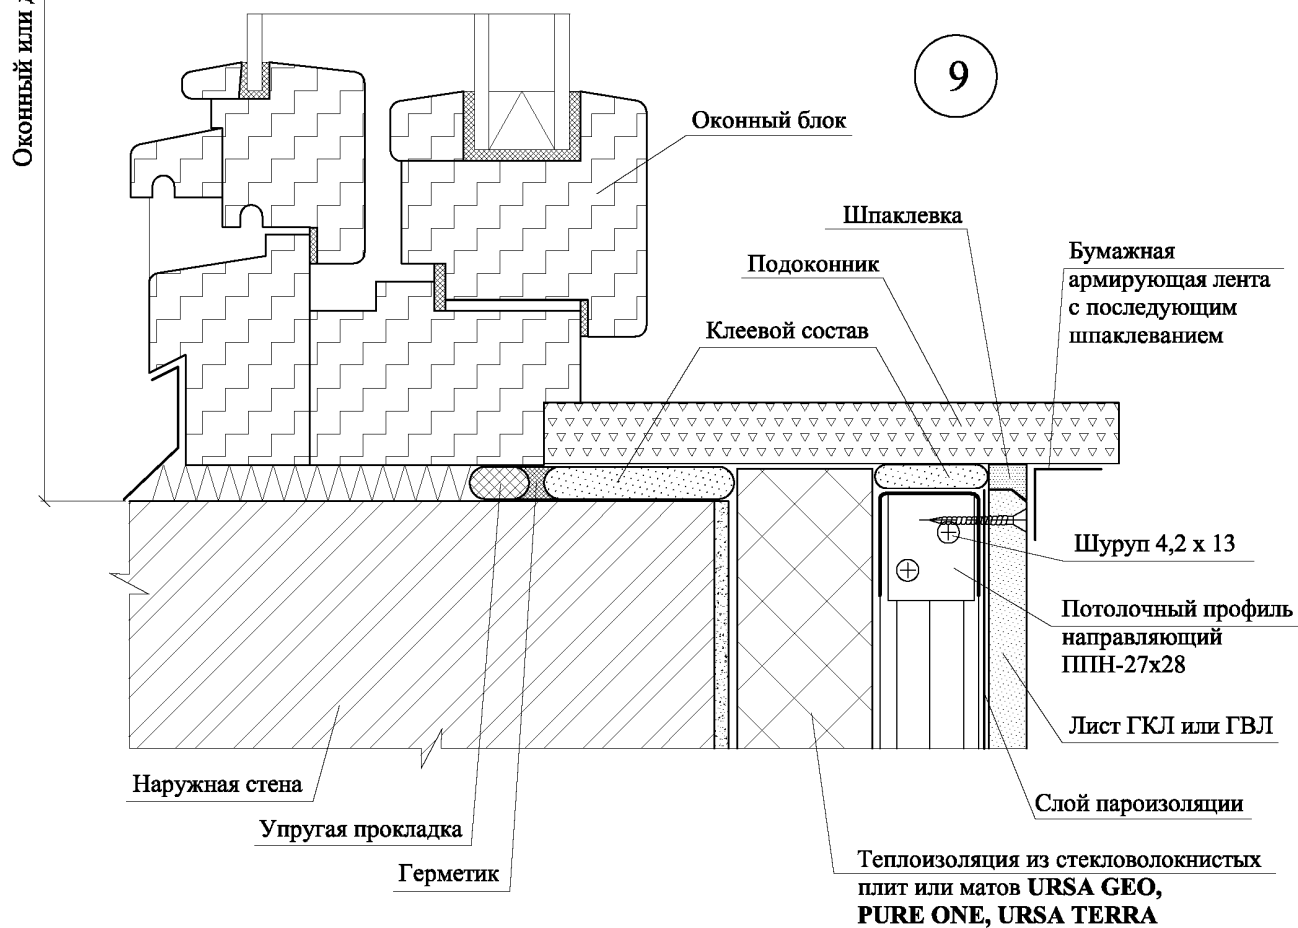 Оконный или
9
Оконный блок
Шпаклевка
Подоконник
Бумажная
армирующая лента
с последующим
шпаклеванием
Клеевой состав
Шуруп 4,2 х 13
Потолочный профиль
направляющий
ППН-27х28
Лист ГКЛ или ГВЛ
Наружная стена
Слой пароизоляции
Упругая прокладка
Герметик
Теплоизоляция из стекловолокнистых
плит или матов URSA GEO,
PURE ONE, URSA TERRA